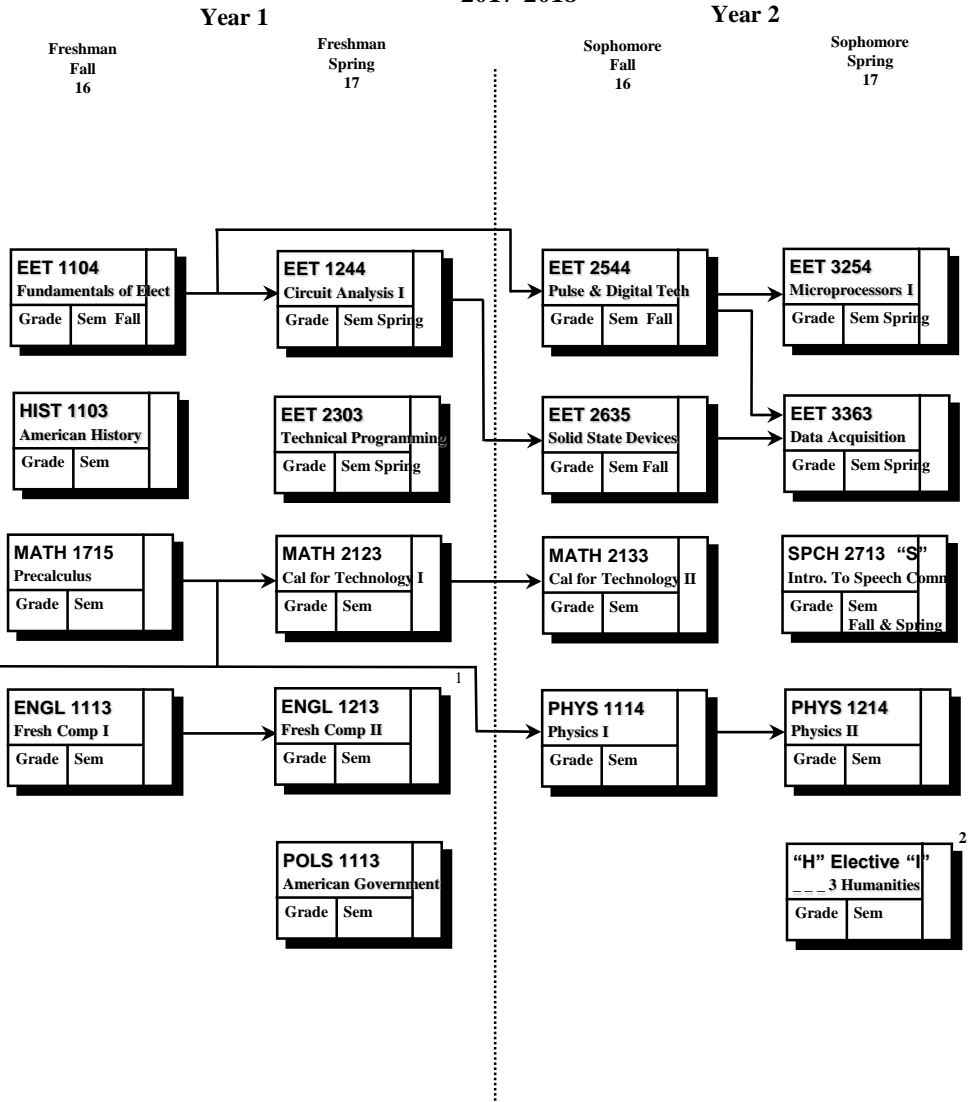 2017-2018
Year 1
Year 2
Freshman
Fall
16
Freshman
Spring
17
Sophomore
Fall
16
Sophomore
Spring
17
EET 1104
Fundamentals of Elect
Grade Sem Fall
EET 1244
Circuit Analysis I
Grade Sem Spring
EET 2544
Pulse & Digital Tech
Grade Sem Fall
EET 3254
Microprocessors I
Grade Sem Spring
HIST 1103
American History
Grade Sem
EET 2303
Technical Programming
Grade Sem Spring
EET 2635
Solid State Devices
Grade Sem Fall
EET 3363
Data Acquisition
Grade Sem Spring
MATH 1715
Precalculus
Grade Sem
MATH 2123
Cal for Technology I
Grade Sem
MATH 2133
Cal for Technology II
Grade Sem
SPCH 2713 “S”
Intro. To Speech Comm
Grade Sem
Fall & Spring
ENGL 1113
Fresh Comp I
Grade Sem
1
ENGL 1213
Fresh Comp II
Grade Sem
PHYS 1114
Physics I
Grade Sem
PHYS 1214
Physics II
Grade Sem
POLS 1113
American Government
Grade Sem
2
“H” Elective “I”
_ _ _ 3 Humanities
Grade Sem